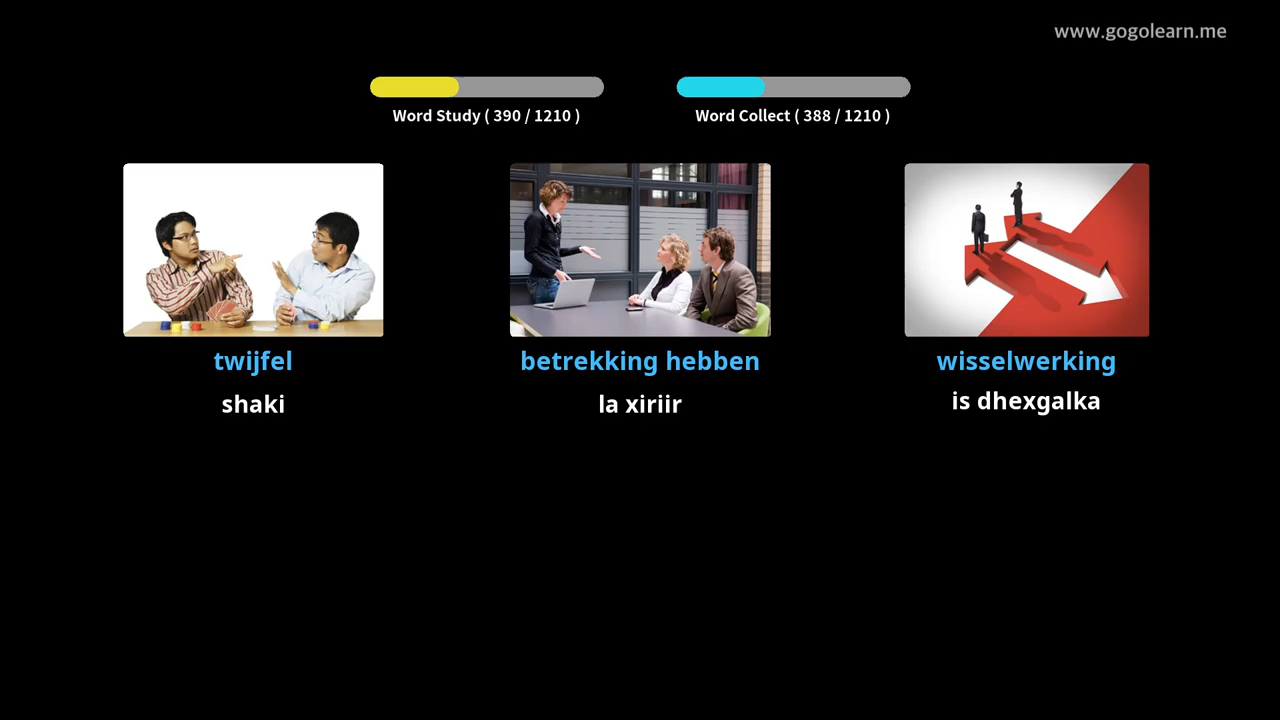 www.gogolearn.me
Word Study ( 390 / 1210 )
Word Collect ( 388 / 1210 )
twijfel
betrekking hebben
wisselwerking
shaki
la xiriir
is dhexgalka